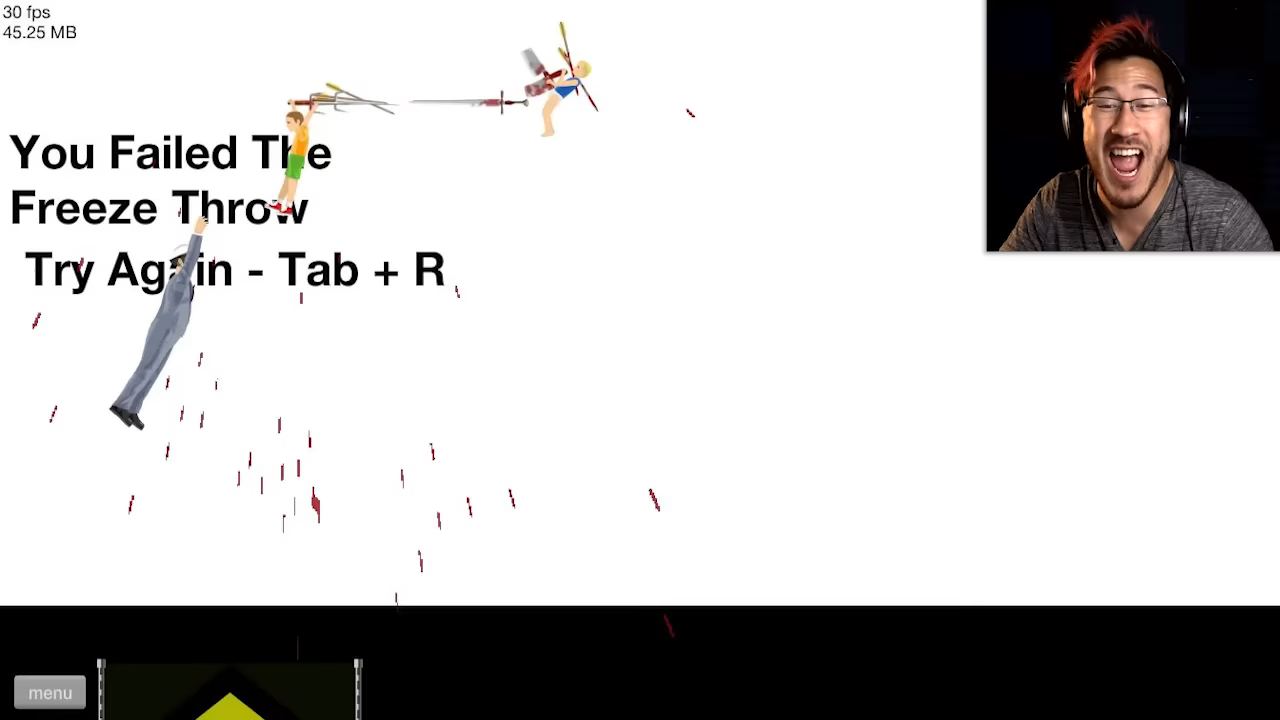 30 fps
45.25 MB
You Failed The
Freeze Throw
Try Again - Tab + R
menu